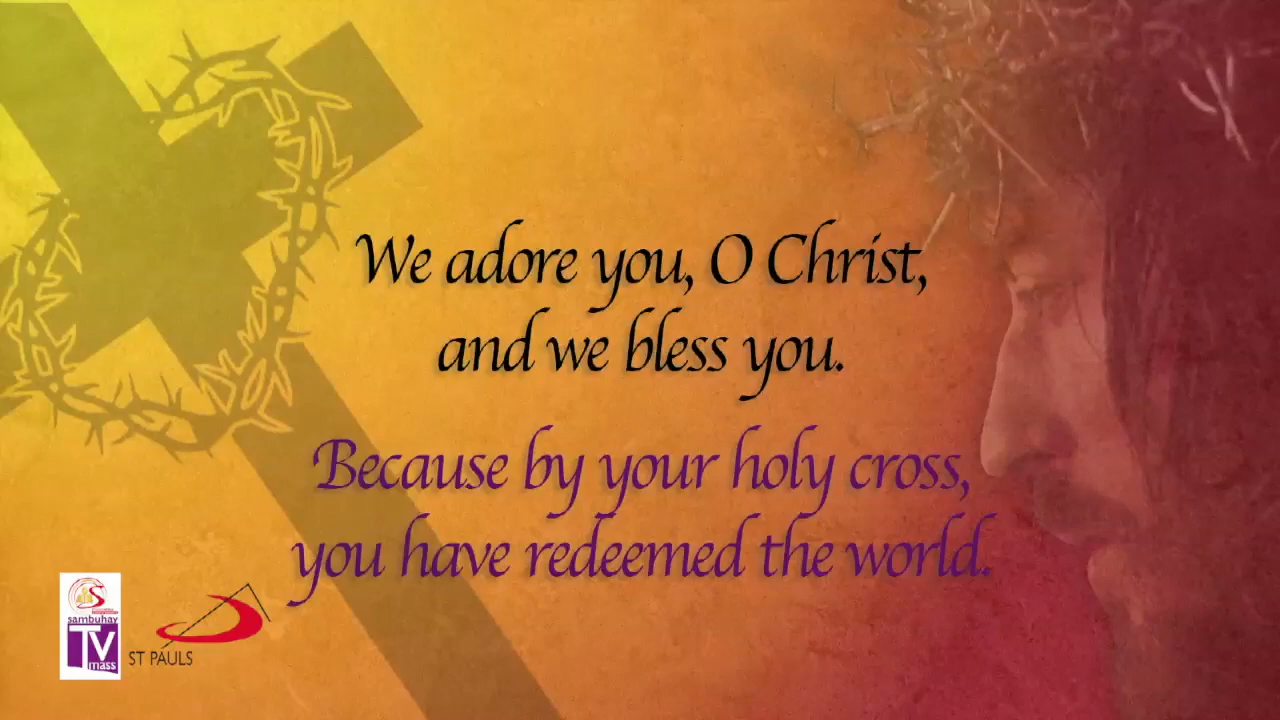 We adore you, O Christ,
and we bless you.
Because by your holy cross,
you have redeemed the world.
sambuhay
TV
mass
ST PAULS